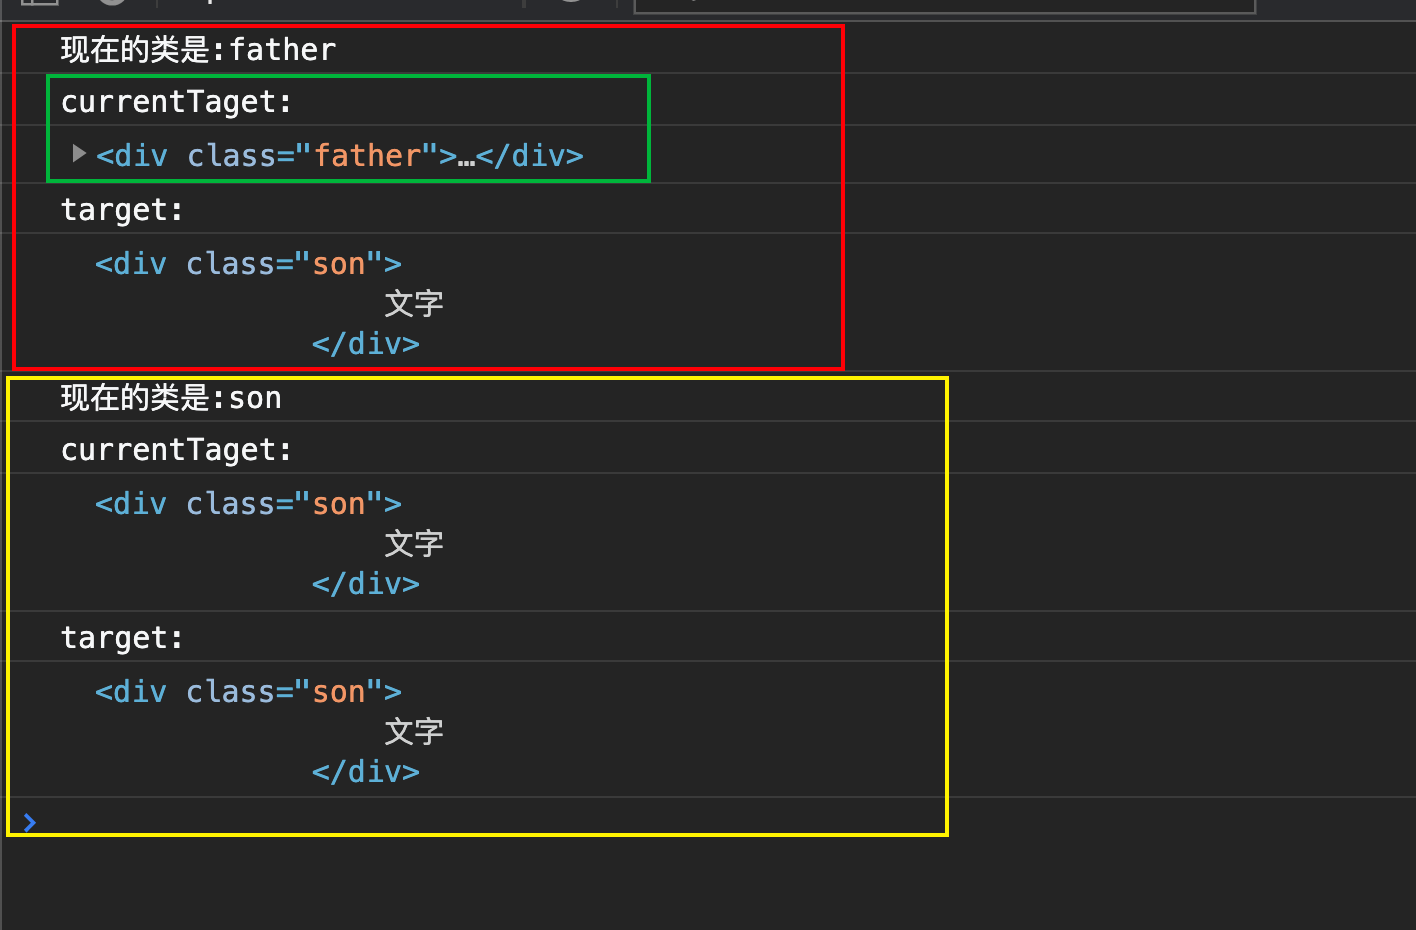 现在的类是:father
currentTaget:
<div class="father">…</div>
target:
<div class="son">
文字
</div>
现在的类是:son
currentTaget:
<div class="son">
文字
</div>
target:
<div class="son">
文字
</div>